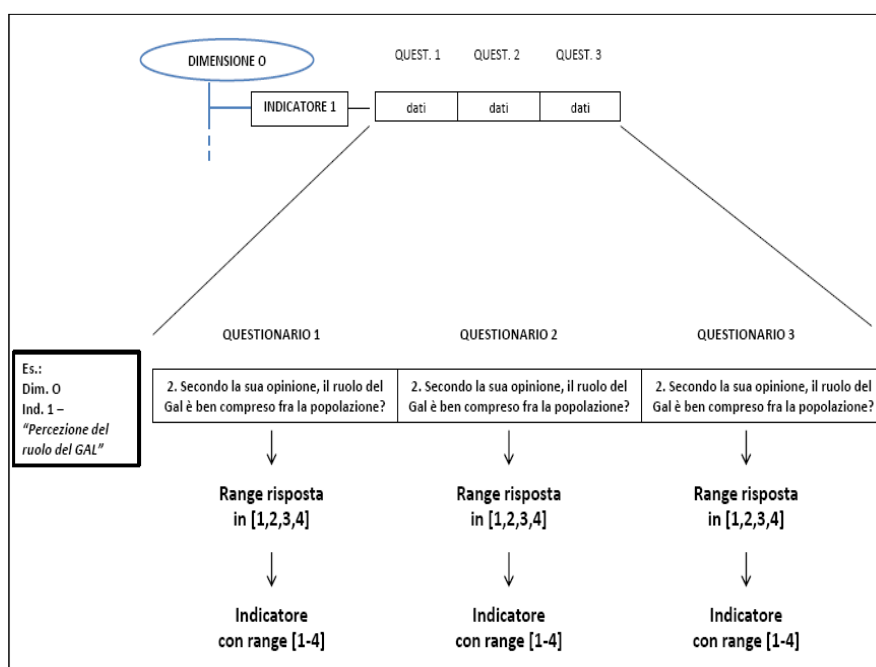 DIMENSIONE O
QUEST. 1
QUEST. 2
QUEST. 3
INDICATORE 1
dati
dati
dati
QUESTIONARIO 1
QUESTIONARIO 2
QUESTIONARIO 3
Es.:
Dim. O
Ind. 1 –
“Percezione del
ruolo del GAL”
2. Secondo la sua opinione, il ruolo del
Gal è ben compreso fra la popolazione?
2. Secondo la sua opinione, il ruolo del
Gal è ben compreso fra la popolazione?
2. Secondo la sua opinione, il ruolo del
Gal è ben compreso fra la popolazione?
Range risposta
in [1,2,3,4]
Range risposta
in [1,2,3,4]
Range risposta
in [1,2,3,4]
Indicatore
con range [1-4]
Indicatore
con range [1-4]
Indicatore
con range [1-4]